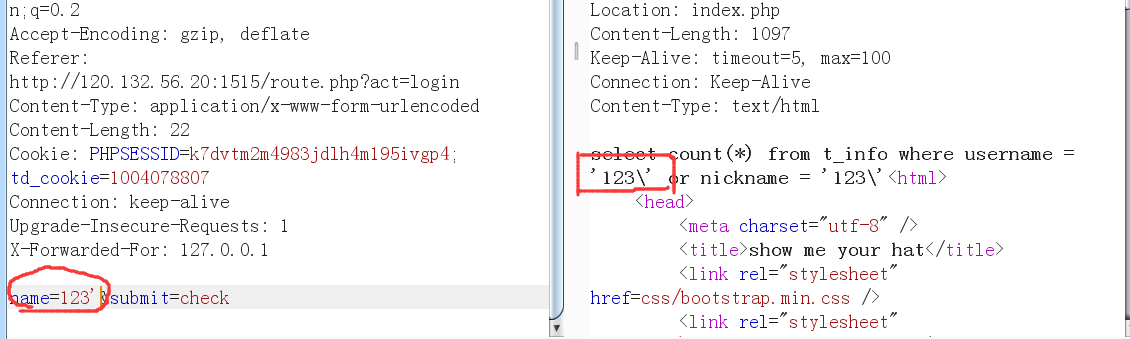 n;q=0.2
Accept-Encoding: gzip, deflate
Referer:
http://120.132.56.20:1515/route.php?act=login
Content-Type: application/x-www-form-urlencoded
Content-Length: 22
Cookie: PHPSESSID=k7dvtm2m4983jdlh4m195ivgp4;
td_cookie=1004078807
Connection: keep-alive
Upgrade-Insecure-Requests: 1
X-Forwarded-For: 127.0.0.1
name=123'&submit=check
Location: index.php
Content-Length: 1097
Keep-Alive: timeout=5, max=100
Connection: Keep-Alive
Content-Type: text/html
select count(*) from t_info where username =
'123\' or nickname = '123\'<html>
<head>
<meta charset="utf-8" />
<title>show me your hat</title>
<link rel="stylesheet"
href=css/bootstrap.min.css />
<link rel="stylesheet"